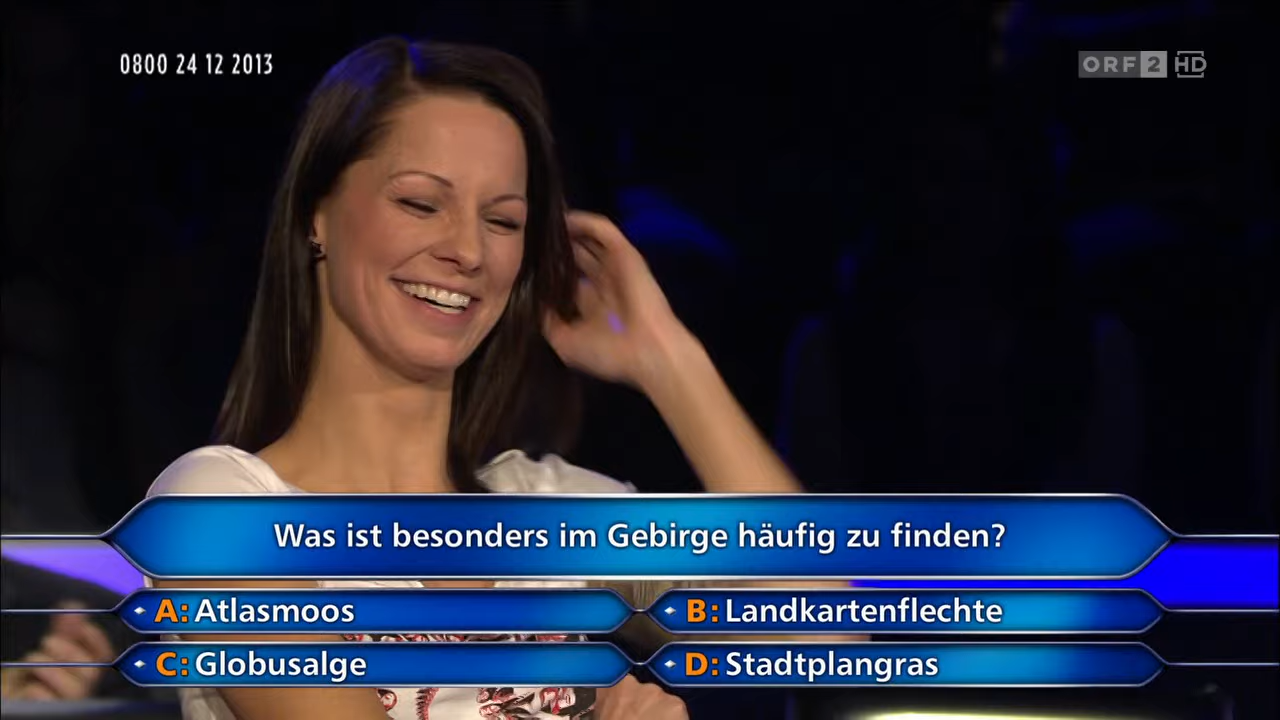 0800 24 12 2013
ORF 2 HD
Was ist besonders im Gebirge häufig zu finden?
A: Atlasmoos
B: Landkartenflechte
C: Globusalge
D: Stadtplangras